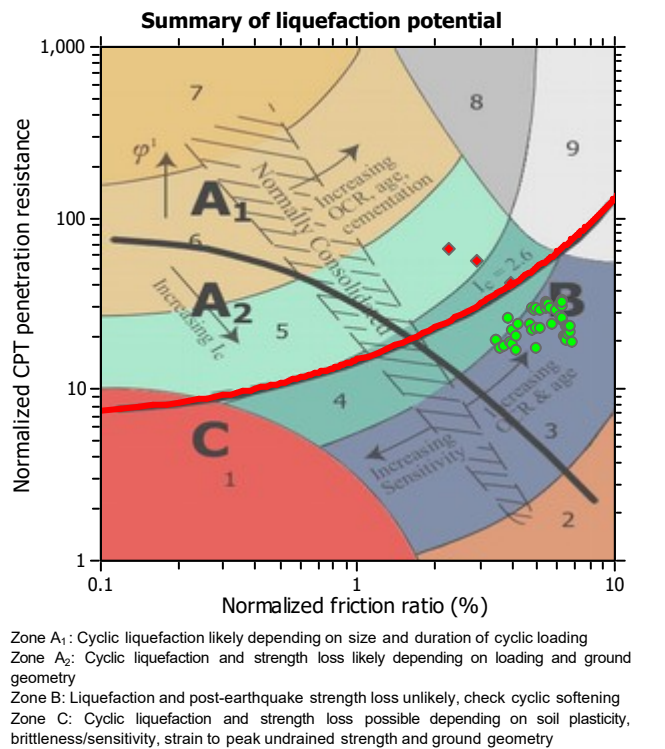 Summary of liquefaction potential
1,000
100
10
1
Normalized CPT penetration resistance
7
8
9
φ'
A1
Normally Consolidated
Increasing
OCR, age,
cementation
6
A2
Increasing Ic
5
Ic = 2.6
B
4
Increasing
OCR & age
3
C
1
Increasing
Sensitivity
2
0.1
1
10
Normalized friction ratio (%)
Zone A1: Cyclic liquefaction likely depending on size and duration of cyclic loading
Zone A2: Cyclic liquefaction and strength loss likely depending on loading and ground
geometry
Zone B: Liquefaction and post-earthquake strength loss unlikely, check cyclic softening
Zone C: Cyclic liquefaction and strength loss possible depending on soil plasticity,
brittleness/sensitivity, strain to peak undrained strength and ground geometry